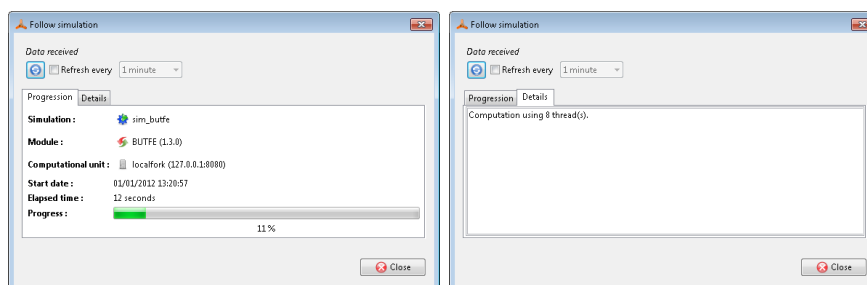 Follow simulation
Data received
Refresh every 1 minute
Progression Details
Simulation : sim_butfe
Module : BUTFE (1.3.0)
Computational unit : localfork (127.0.0.1:8080)
Start date : 01/01/2012 13:20:57
Elapsed time : 12 seconds
Progress :
11 %
Close
Follow simulation
Data received
Refresh every 1 minute
Progression Details
Computation using 8 thread(s).
Close